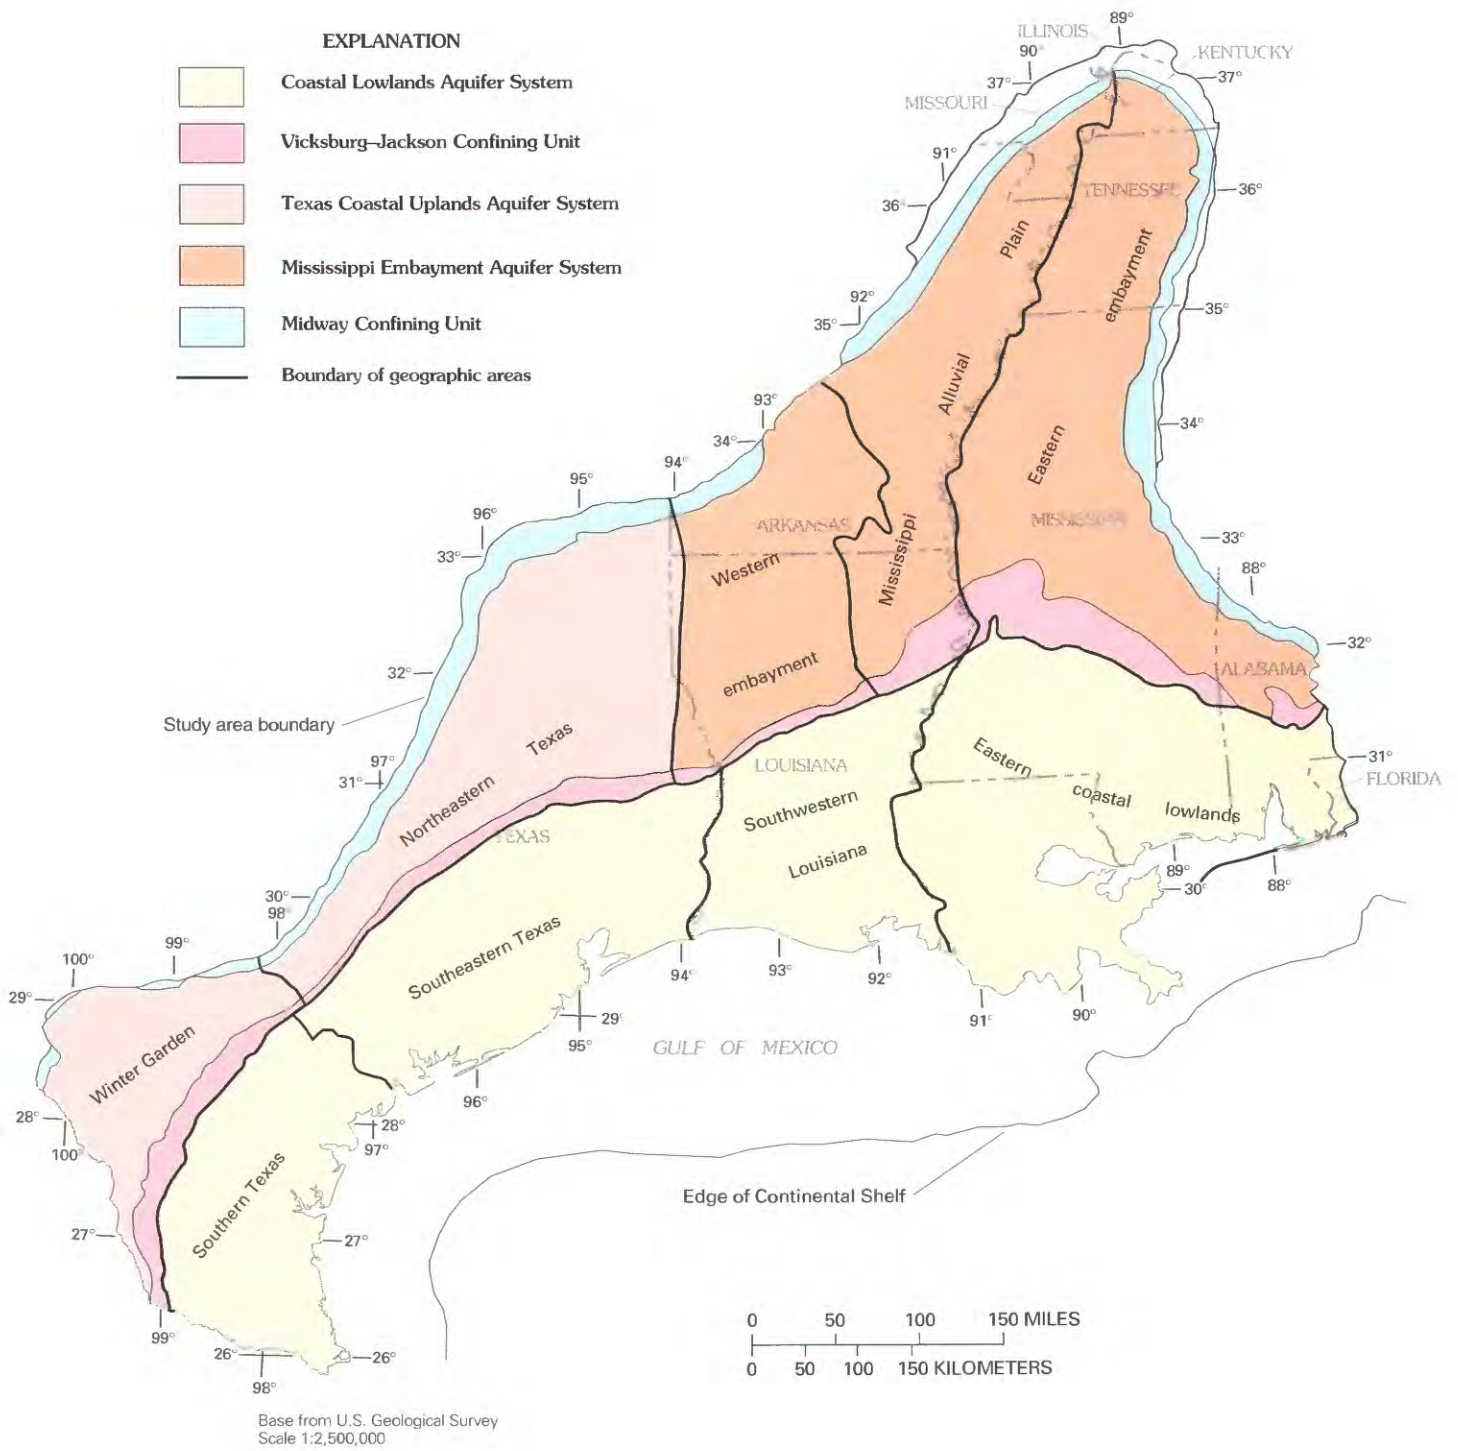 EXPLANATION
Coastal Lowlands Aquifer System
Vicksburg–Jackson Confining Unit
Texas Coastal Uplands Aquifer System
Mississippi Embayment Aquifer System
Midway Confining Unit
Boundary of geographic areas
89°
ILLINOIS
90°
KENTUCKY
37°
37°
MISSOURI
91°
36°
TENNESSEE
36°
Plain
embayment
92°
35°
35°
Alluvial
93°
34°
34°
Eastern
94°
95°
96°
33°
ARKANSAS
MISSISSIPPI
33°
Western
Mississippi
88°
32°
embayment
32°
ALABAMA
Study area boundary
Texas
Northeastern
97°
31°
LOUISIANA
Eastern
31°
FLORIDA
coastal
lowlands
Southwestern
Louisiana
TEXAS
30°
98°
89°
30°
88°
99°
100°
29°
Southeastern Texas
94°
93°
92°
91°
90°
29°
95°
GULF OF MEXICO
Winter Garden
96°
28°
100°
28°
97°
Southern Texas
Edge of Continental Shelf
27°
27°
99°
26°
26°
98°
0 50 100 150 MILES
0 50 100 150 KILOMETERS
Base from U.S. Geological Survey
Scale 1:2,500,000